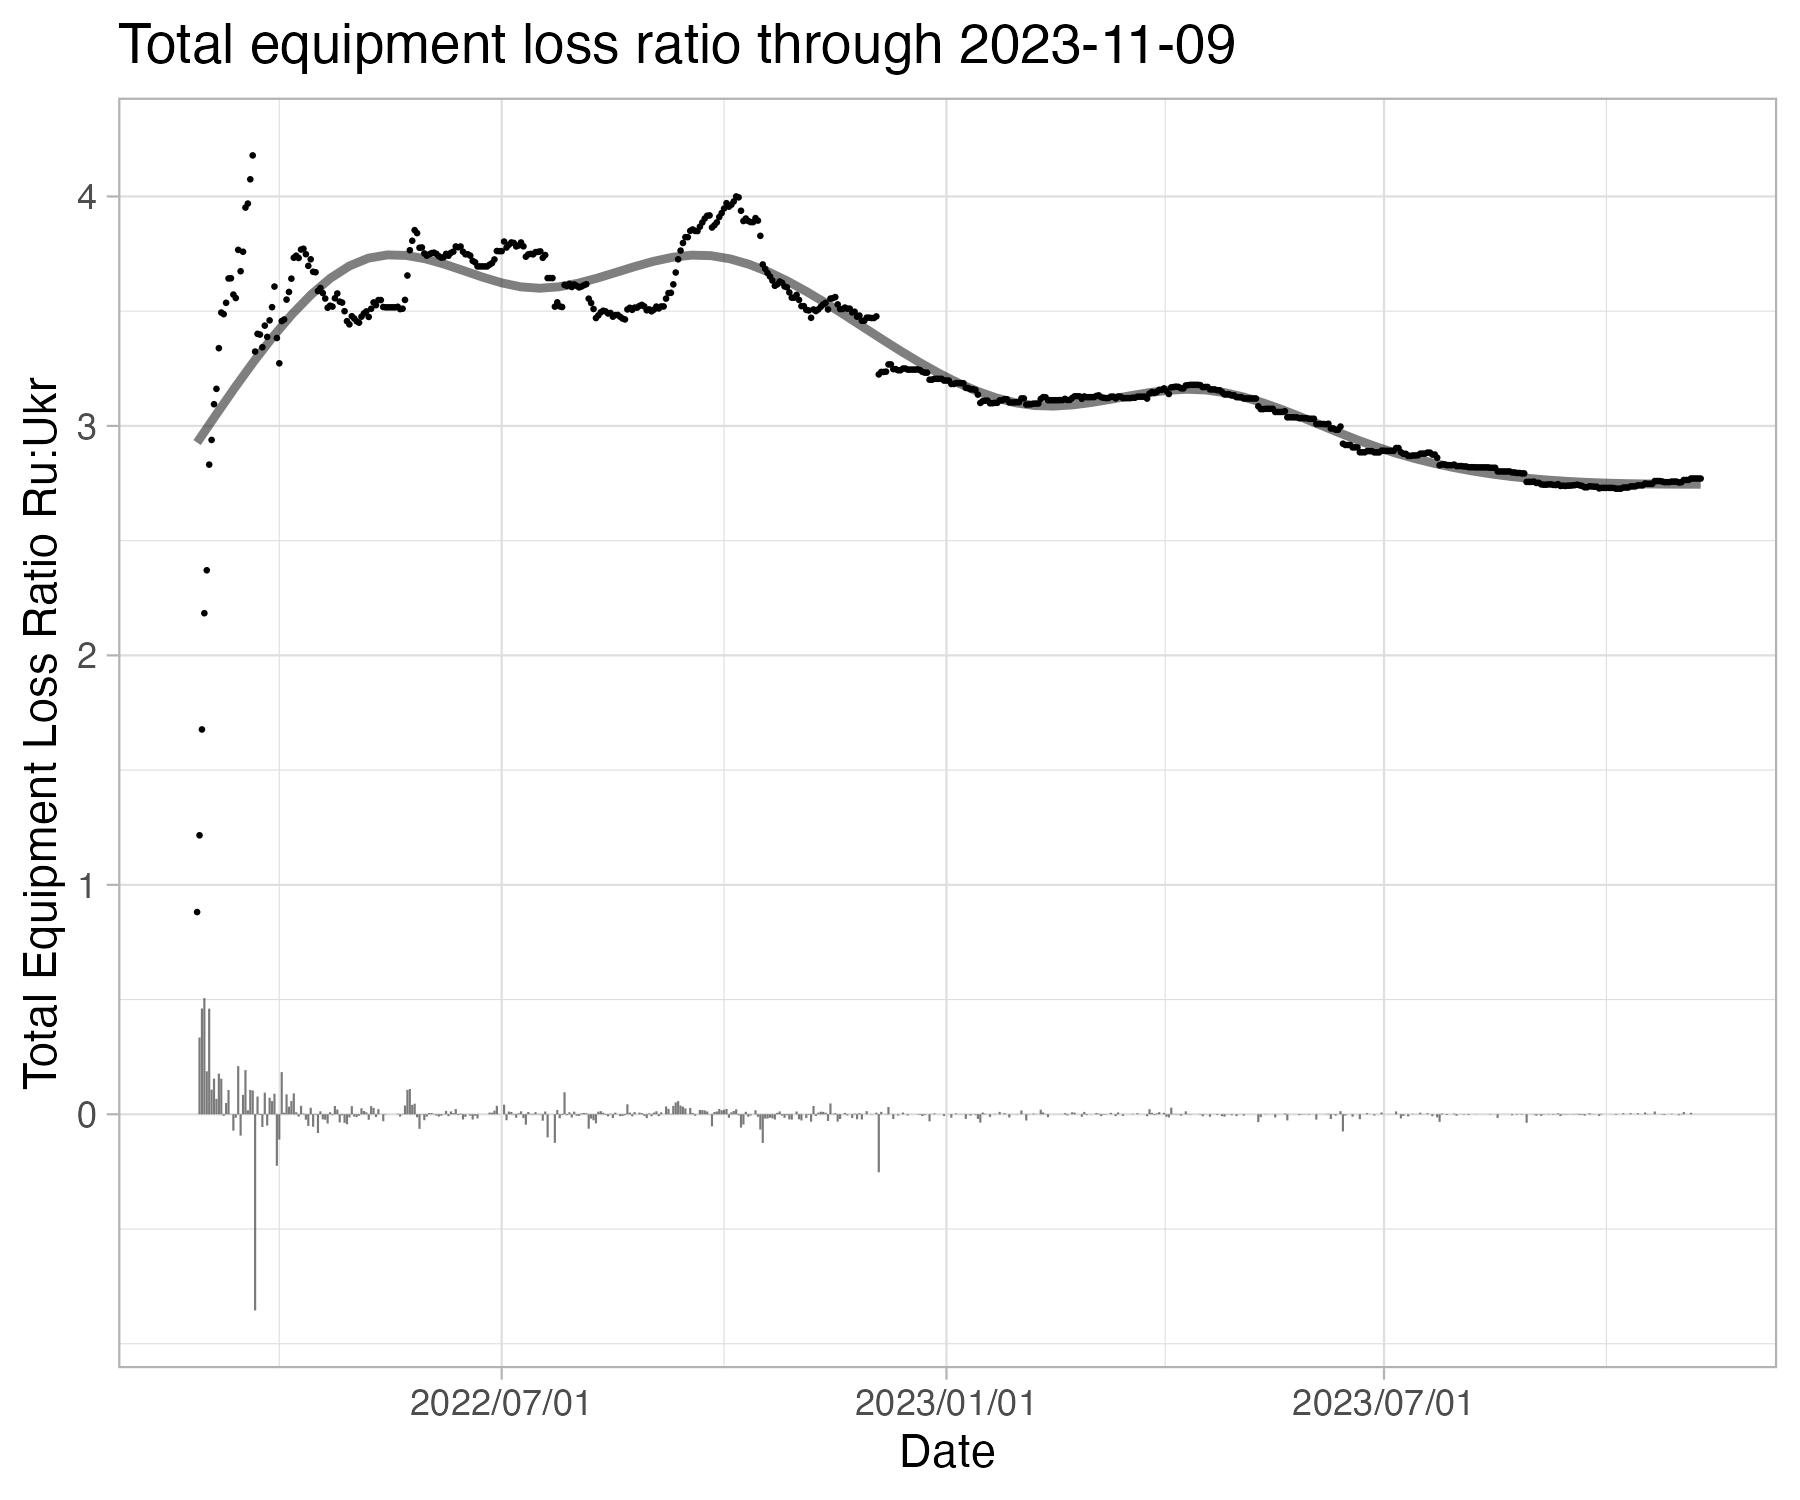 Total equipment loss ratio through 2023-11-09
Total Equipment Loss Ratio Ru:Ukr
4
3
2
1
0
2022/07/01
2023/01/01
2023/07/01
Date